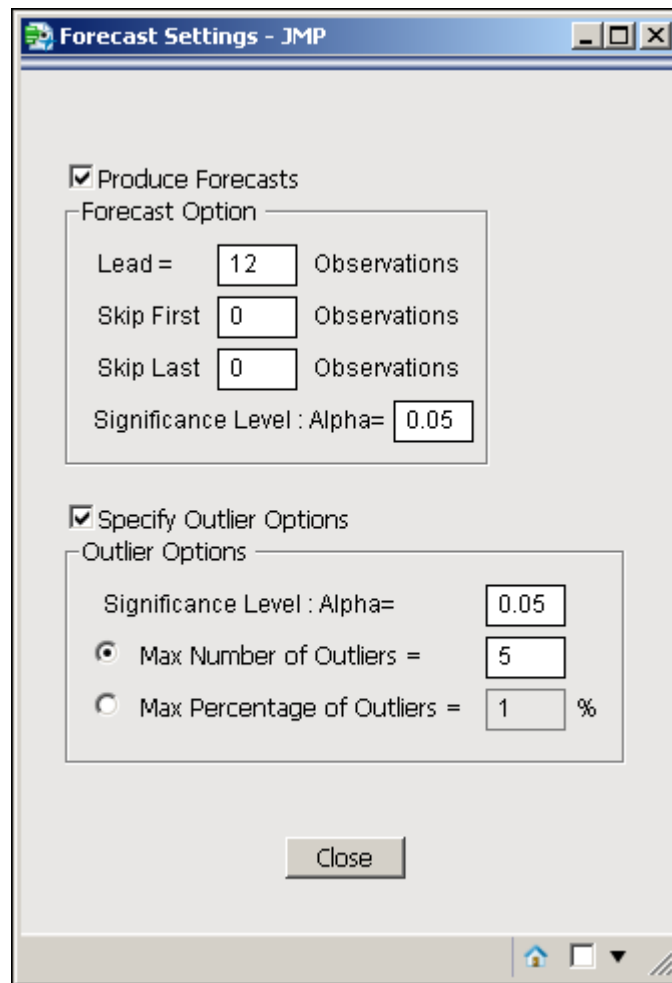 Forecast Settings - JMP
Produce Forecasts
Forecast Option
Lead = 12 Observations
Skip First 0 Observations
Skip Last 0 Observations
Significance Level : Alpha= 0.05
Specify Outlier Options
Outlier Options
Significance Level : Alpha= 0.05
Max Number of Outliers = 5
Max Percentage of Outliers = 1 %
Close